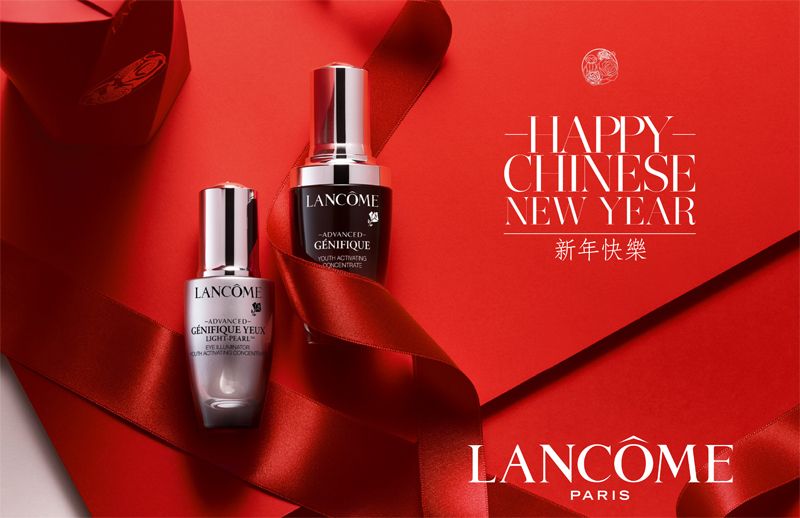 LANCÔME
–ADVANCED–
GÉNIFIQUE
YOUTH ACTIVATING
CONCENTRATE
LANCÔME
–ADVANCED–
GÉNIFIQUE YEUX
LIGHT-PEARL™
EYE ILLUMINATOR
YOUTH ACTIVATING CONCENTRATE
–HAPPY–
CHINESE
NEW YEAR
新年快樂
LANCÔME
PARIS